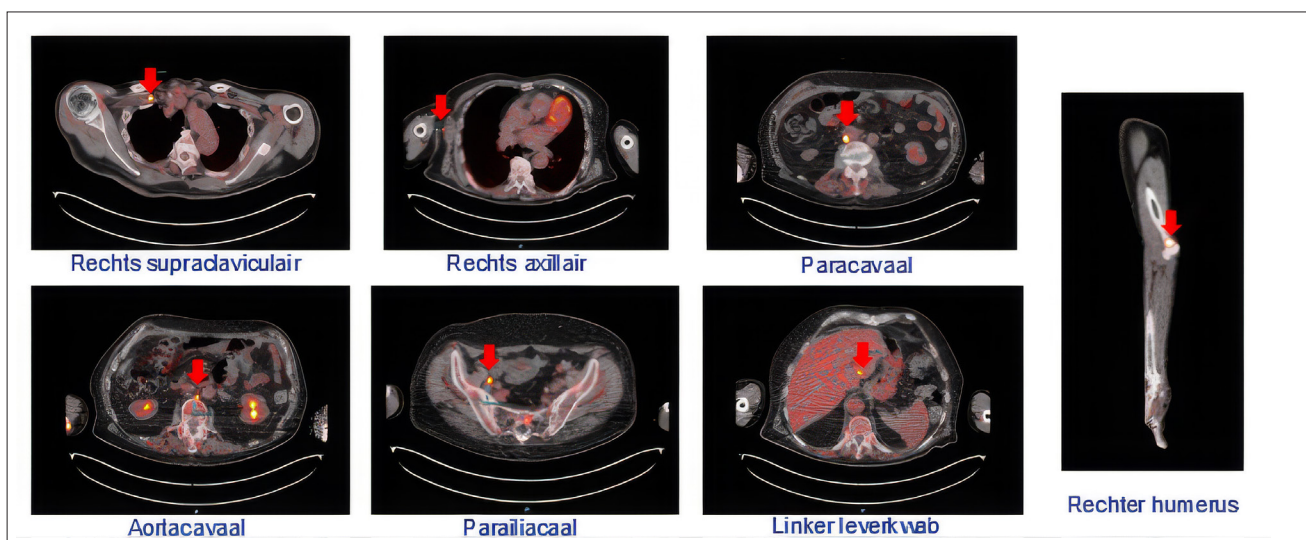 Rechts supraclaviculair
Rechts axillair
Paracavaal
Aortacavaal
Parailiacaal
Linker leverkwab
Rechter humerus